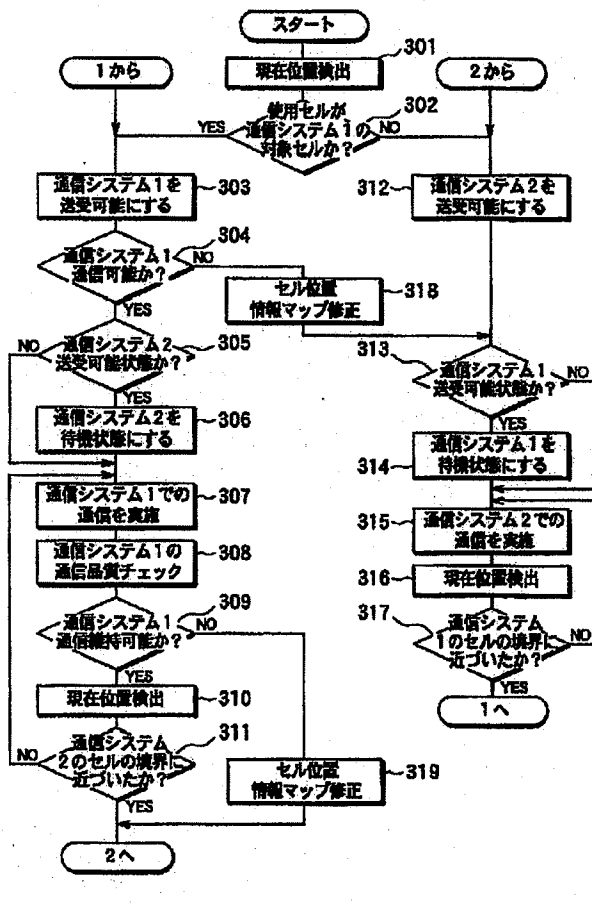 スタート
301
現在位置検出
1から
2から
302
使用セルが
通信システム1の
対象セルか?
YES
NO
303
通信システム1を
送受可能にする
312
通信システム2を
送受可能にする
304
通信システム1
通信可能か?
NO
YES
318
セル位置
情報マップ修正
305
通信システム2
送受可能状態か?
NO
YES
313
通信システム1
送受可能状態か?
NO
YES
306
通信システム2を
待機状態にする
314
通信システム1を
待機状態にする
307
通信システム1での
通信を実施
315
通信システム2での
通信を実施
308
通信システム1の
通信品質チェック
316
現在位置検出
309
通信システム1
通信維持可能か?
NO
YES
317
通信システム
1のセルの境界に
近づいたか?
NO
YES
1へ
310
現在位置検出
311
通信システム
2のセルの境界に
近づいたか?
NO
YES
319
セル位置
情報マップ修正
2へ